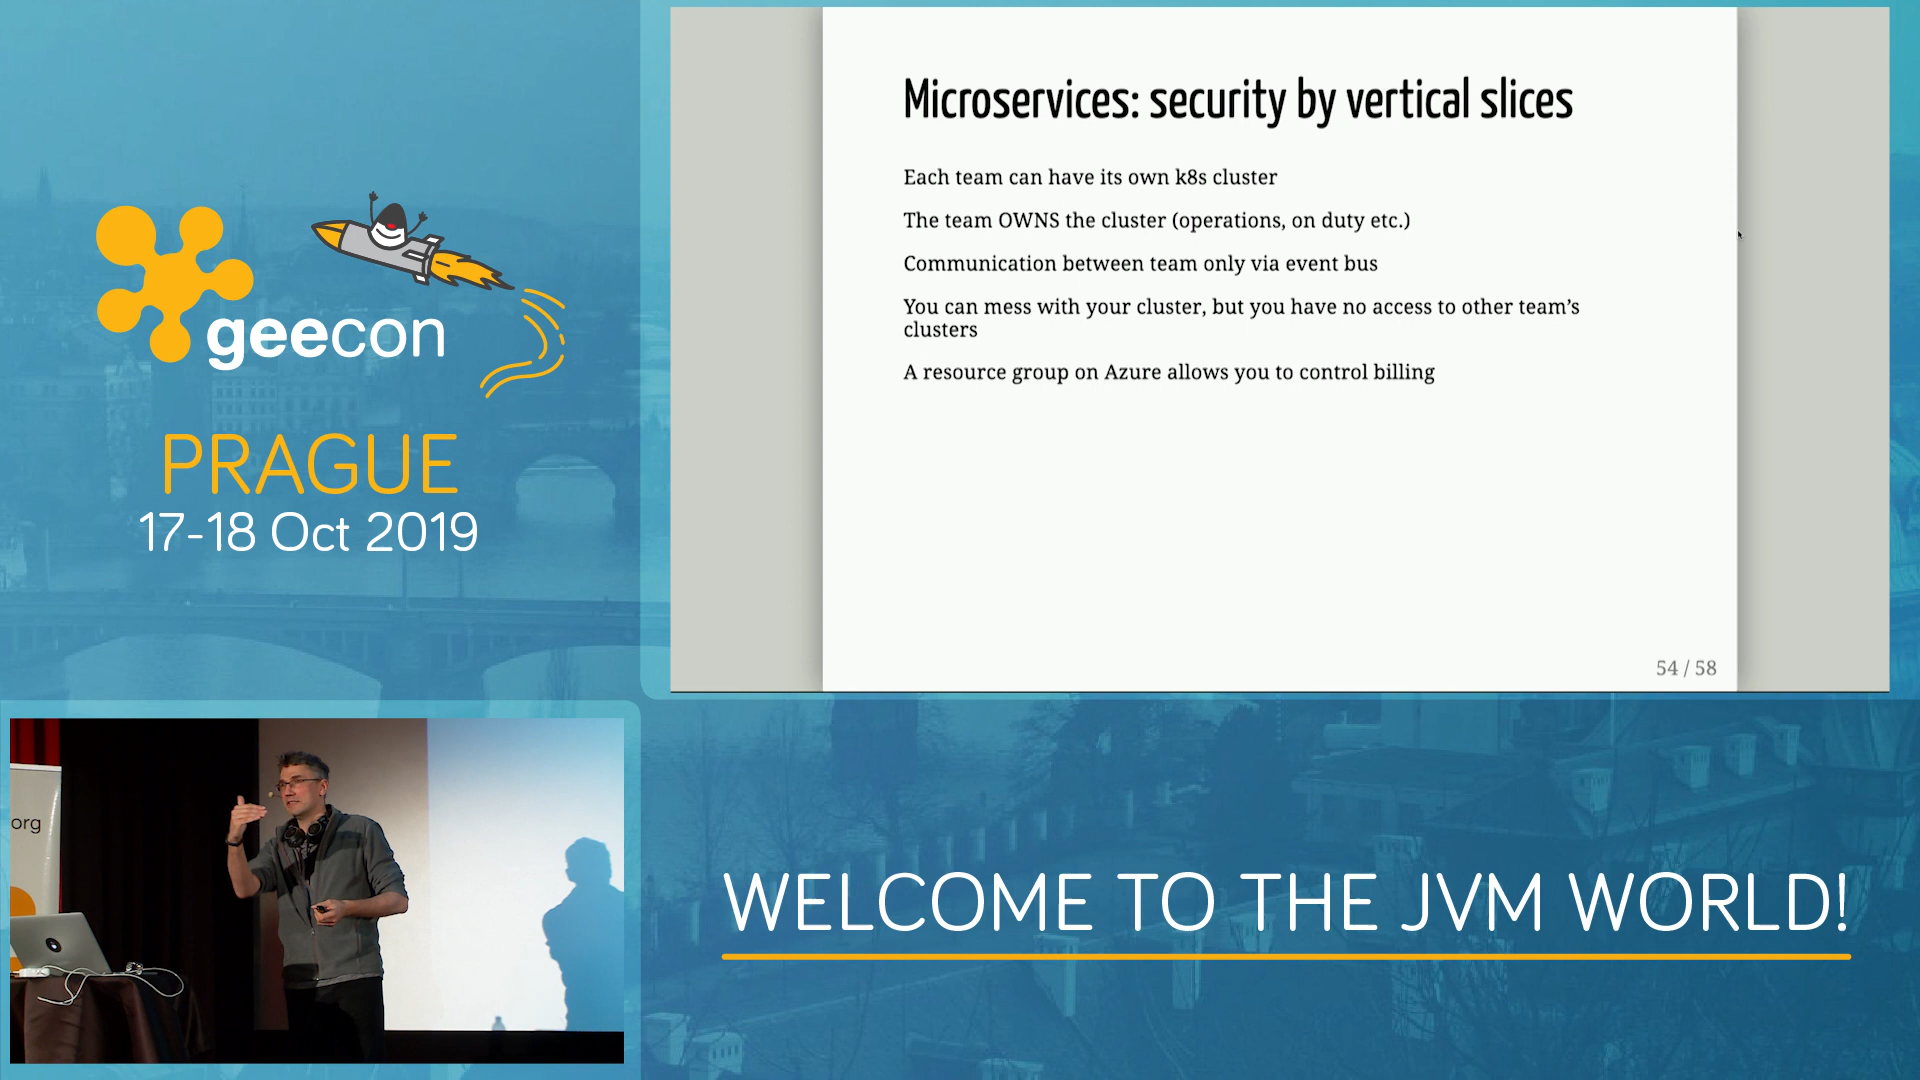 geecon
PRAGUE
17-18 Oct 2019
Microservices: security by vertical slices
Each team can have its own k8s cluster
The team OWNS the cluster (operations, on duty etc.)
Communication between team only via event bus
You can mess with your cluster, but you have no access to other team’s
clusters
A resource group on Azure allows you to control billing
54 / 58
org
WELCOME TO THE JVM WORLD!